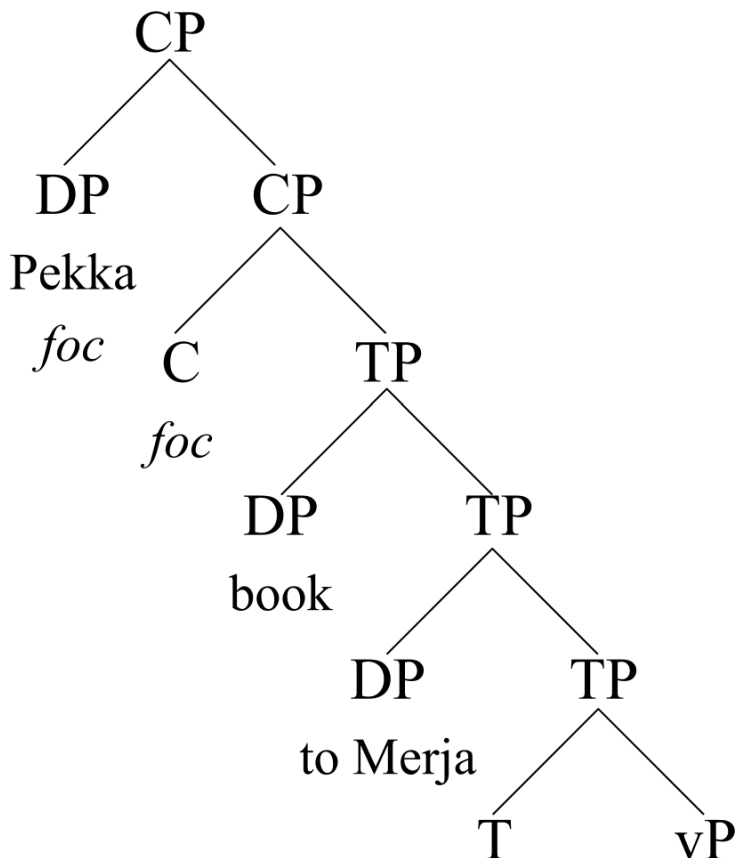 CP
DP CP
Pekka
foc C TP
foc
DP TP
book
DP TP
to Merja
T vP